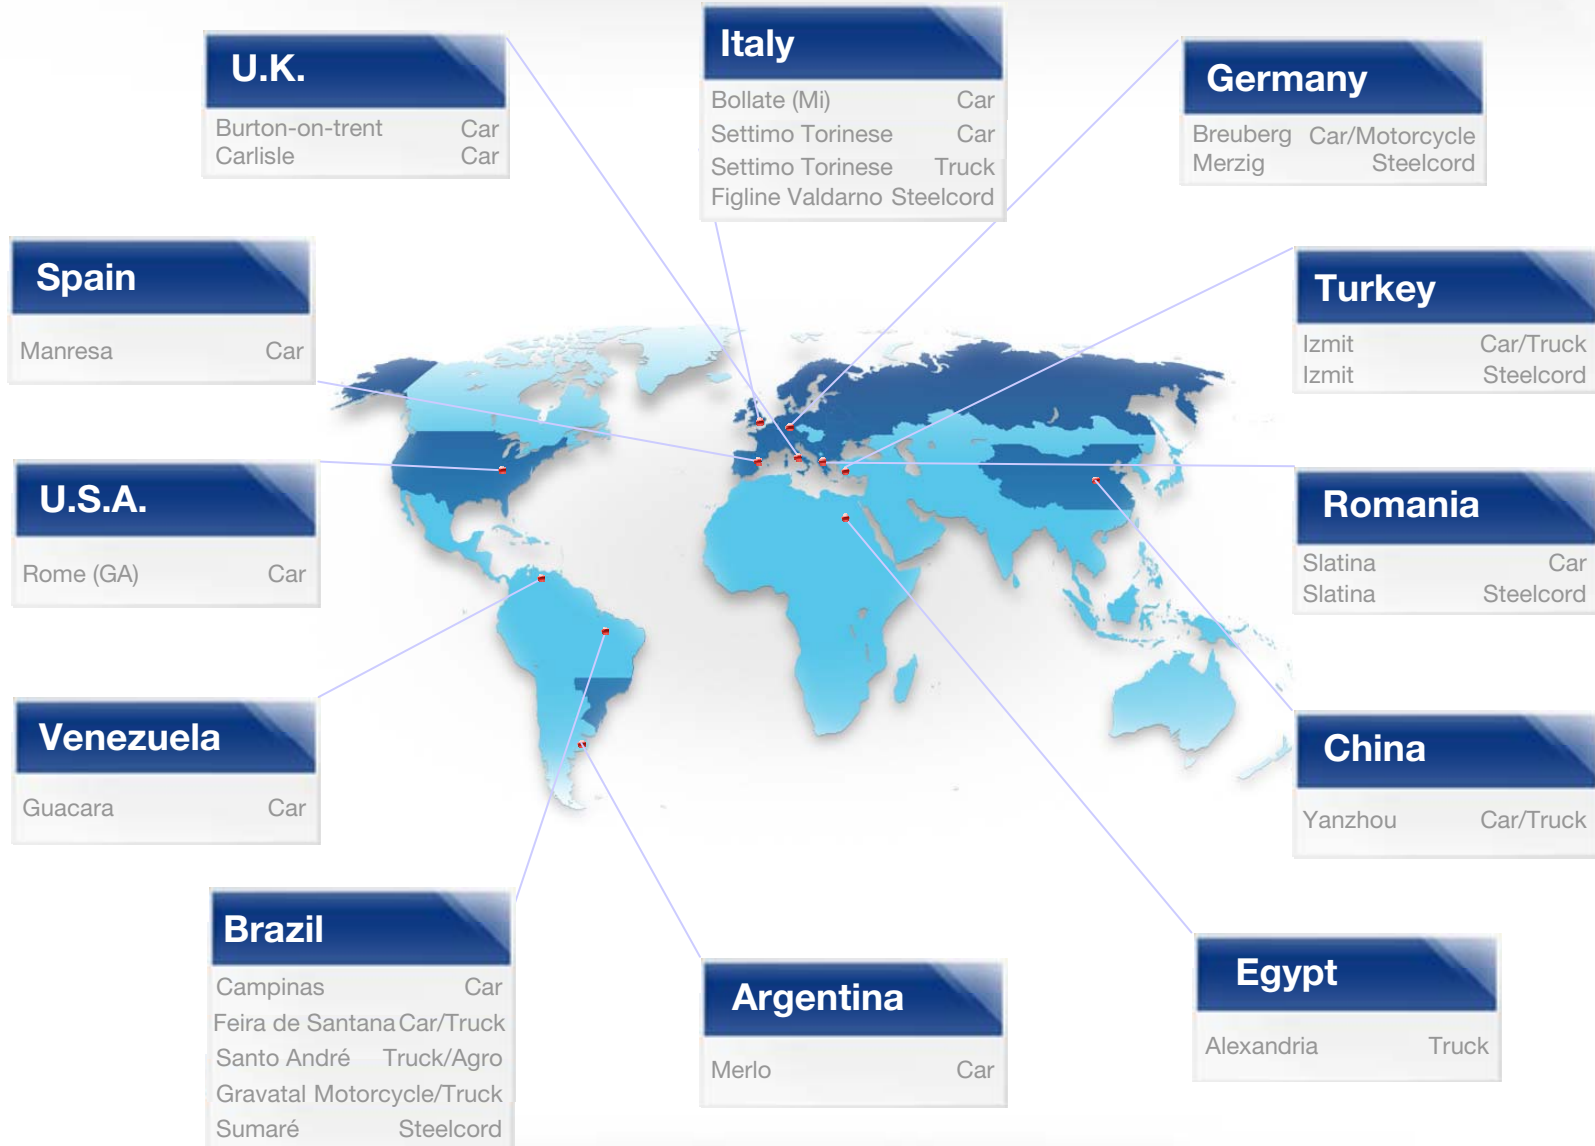 U.K.
Burton-on-trent Car
Carlisle Car
Italy
Bollate (Mi) Car
Settimo Torinese Car
Settimo Torinese Truck
Figline Valdarno Steelcord
Germany
Breuberg Car/Motorcycle
Merzig Steelcord
Spain
Manresa Car
Turkey
Izmit Car/Truck
Izmit Steelcord
U.S.A.
Rome (GA) Car
Romania
Slatina Car
Slatina Steelcord
Venezuela
Guacara Car
China
Yanzhou Car/Truck
Brazil
Campinas Car
Feira de Santana Car/Truck
Santo André Truck/Agro
Gravatal Motorcycle/Truck
Sumaré Steelcord
Argentina
Merlo Car
Egypt
Alexandria Truck